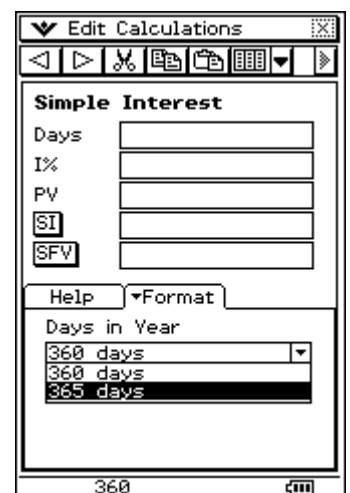 Edit Calculations
Simple Interest
Days
I%
PV
SI
SFV
Help
Format
Days in Year
360 days
360 days
365 days
360